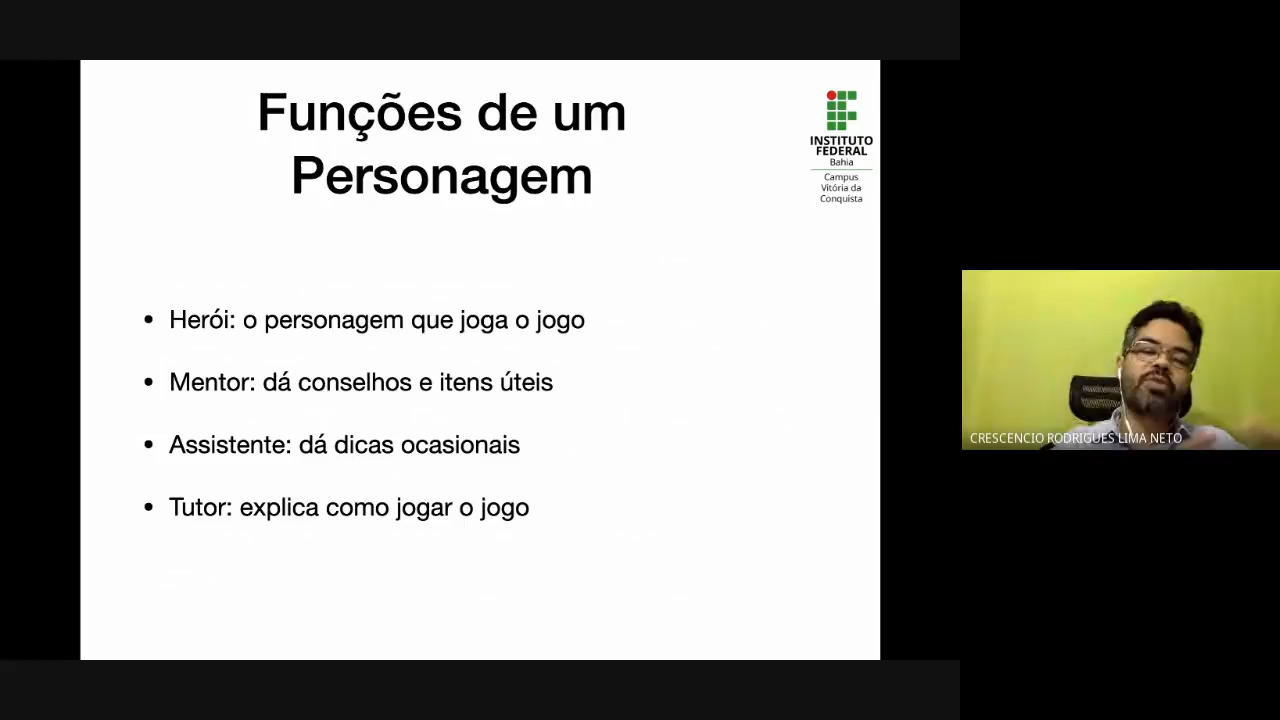 Funções de um
Personagem
INSTITUTO
FEDERAL
Bahia
Campus
Vitória da
Conquista
• Herói: o personagem que joga o jogo
• Mentor: dá conselhos e itens úteis
• Assistente: dá dicas ocasionais
• Tutor: explica como jogar o jogo
CRESCENCIO RODRIGUES LIMA NETO